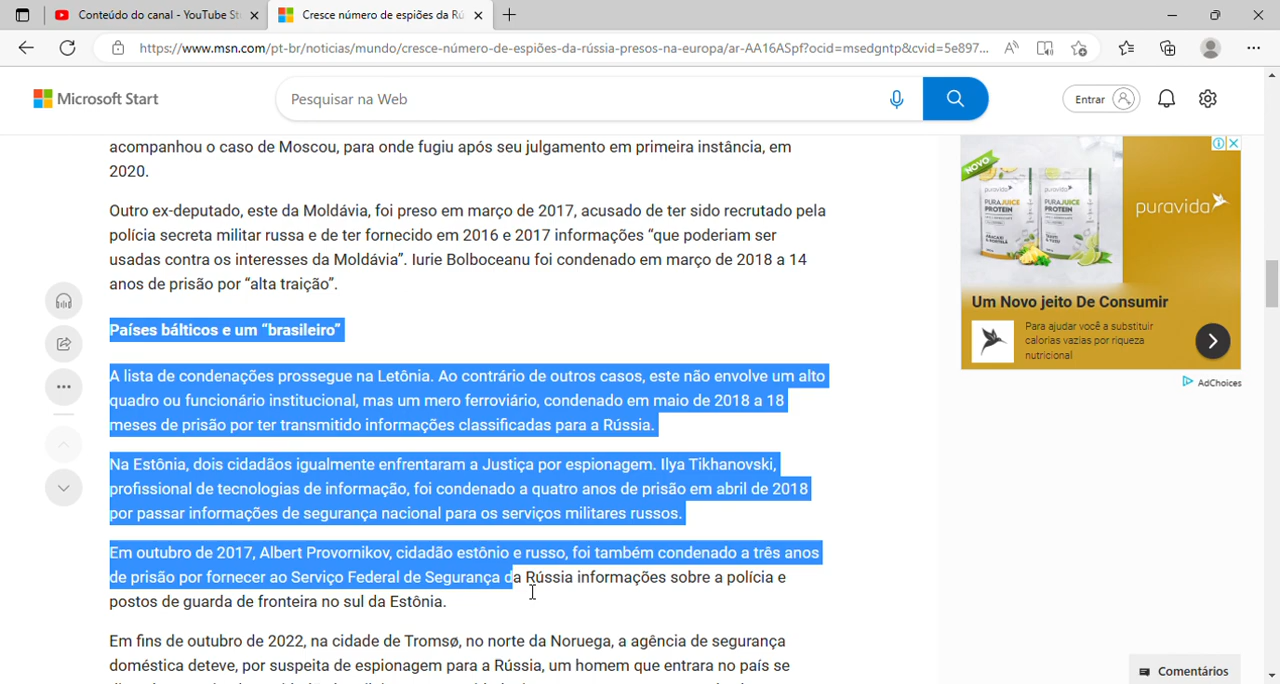 Conteúdo do canal - YouTube St
Cresce número de espiões da Rú
https://www.msn.com/pt-br/noticias/mundo/cresce-número-de-espiões-da-rússia-presos-na-europa/ar-AA16ASpf?ocid=msedgntp&cvid=5e897...
Microsoft Start
Pesquisar na Web
Entrar
acompanhou o caso de Moscou, para onde fugiu após seu julgamento em primeira instância, em
2020.
Outro ex-deputado, este da Moldávia, foi preso em março de 2017, acusado de ter sido recrutado pela
polícia secreta militar russa e de ter fornecido em 2016 e 2017 informações “que poderiam ser
usadas contra os interesses da Moldávia”. Iurie Bolboceanu foi condenado em março de 2018 a 14
anos de prisão por “alta traição”.
Países bálticos e um “brasileiro”
A lista de condenações prossegue na Letônia. Ao contrário de outros casos, este não envolve um alto
quadro ou funcionário institucional, mas um mero ferroviário, condenado em maio de 2018 a 18
meses de prisão por ter transmitido informações classificadas para a Rússia.
Na Estônia, dois cidadãos igualmente enfrentaram a Justiça por espionagem. Ilya Tikhanovski,
profissional de tecnologias de informação, foi condenado a quatro anos de prisão em abril de 2018
por passar informações de segurança nacional para os serviços militares russos.
Em outubro de 2017, Albert Provornikov, cidadão estônio e russo, foi também condenado a três anos
de prisão por fornecer ao Serviço Federal de Segurança da Rússia informações sobre a polícia e
postos de guarda de fronteira no sul da Estônia.
Em fins de outubro de 2022, na cidade de Tromsø, no norte da Noruega, a agência de segurança
doméstica deteve, por suspeita de espionagem para a Rússia, um homem que entrara no país se
NOVO
puravida
PURAJUICE
PROTEIN
PURAJUICE
PROTEIN
puravida
Um Novo jeito De Consumir
Para ajudar você a substituir
calorias vazias por riqueza
nutricional
AdChoices
Comentários